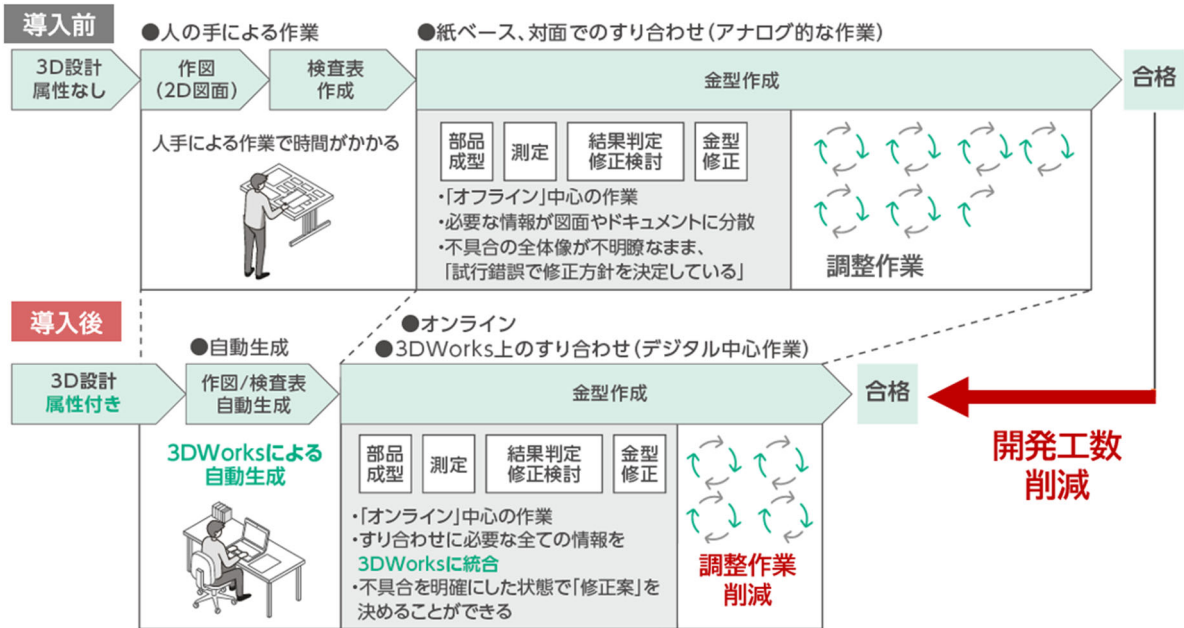 導入前
●人の手による作業
●紙ベース、対面でのすり合わせ(アナログ的な作業)
3D設計
属性なし
作図
(2D図面)
検査表
作成
金型作成
合格
人手による作業で時間がかかる
部品
成型
測定
結果判定
修正検討
金型
修正
・「オフライン」中心の作業
・必要な情報が図面やドキュメントに分散
・不具合の全体像が不明瞭なまま、
「試行錯誤で修正方針を決定している」
調整作業
導入後
●自動生成
●オンライン
●3DWorks上のすり合わせ(デジタル中心作業)
3D設計
属性付き
作図/検査表
自動生成
金型作成
合格
3DWorksによる
自動生成
部品
成型
測定
結果判定
修正検討
金型
修正
・「オンライン」中心の作業
・すり合わせに必要な全ての情報を
3DWorksに統合
・不具合を明確にした状態で「修正案」を
決めることができる
調整作業
削減
開発工数
削減